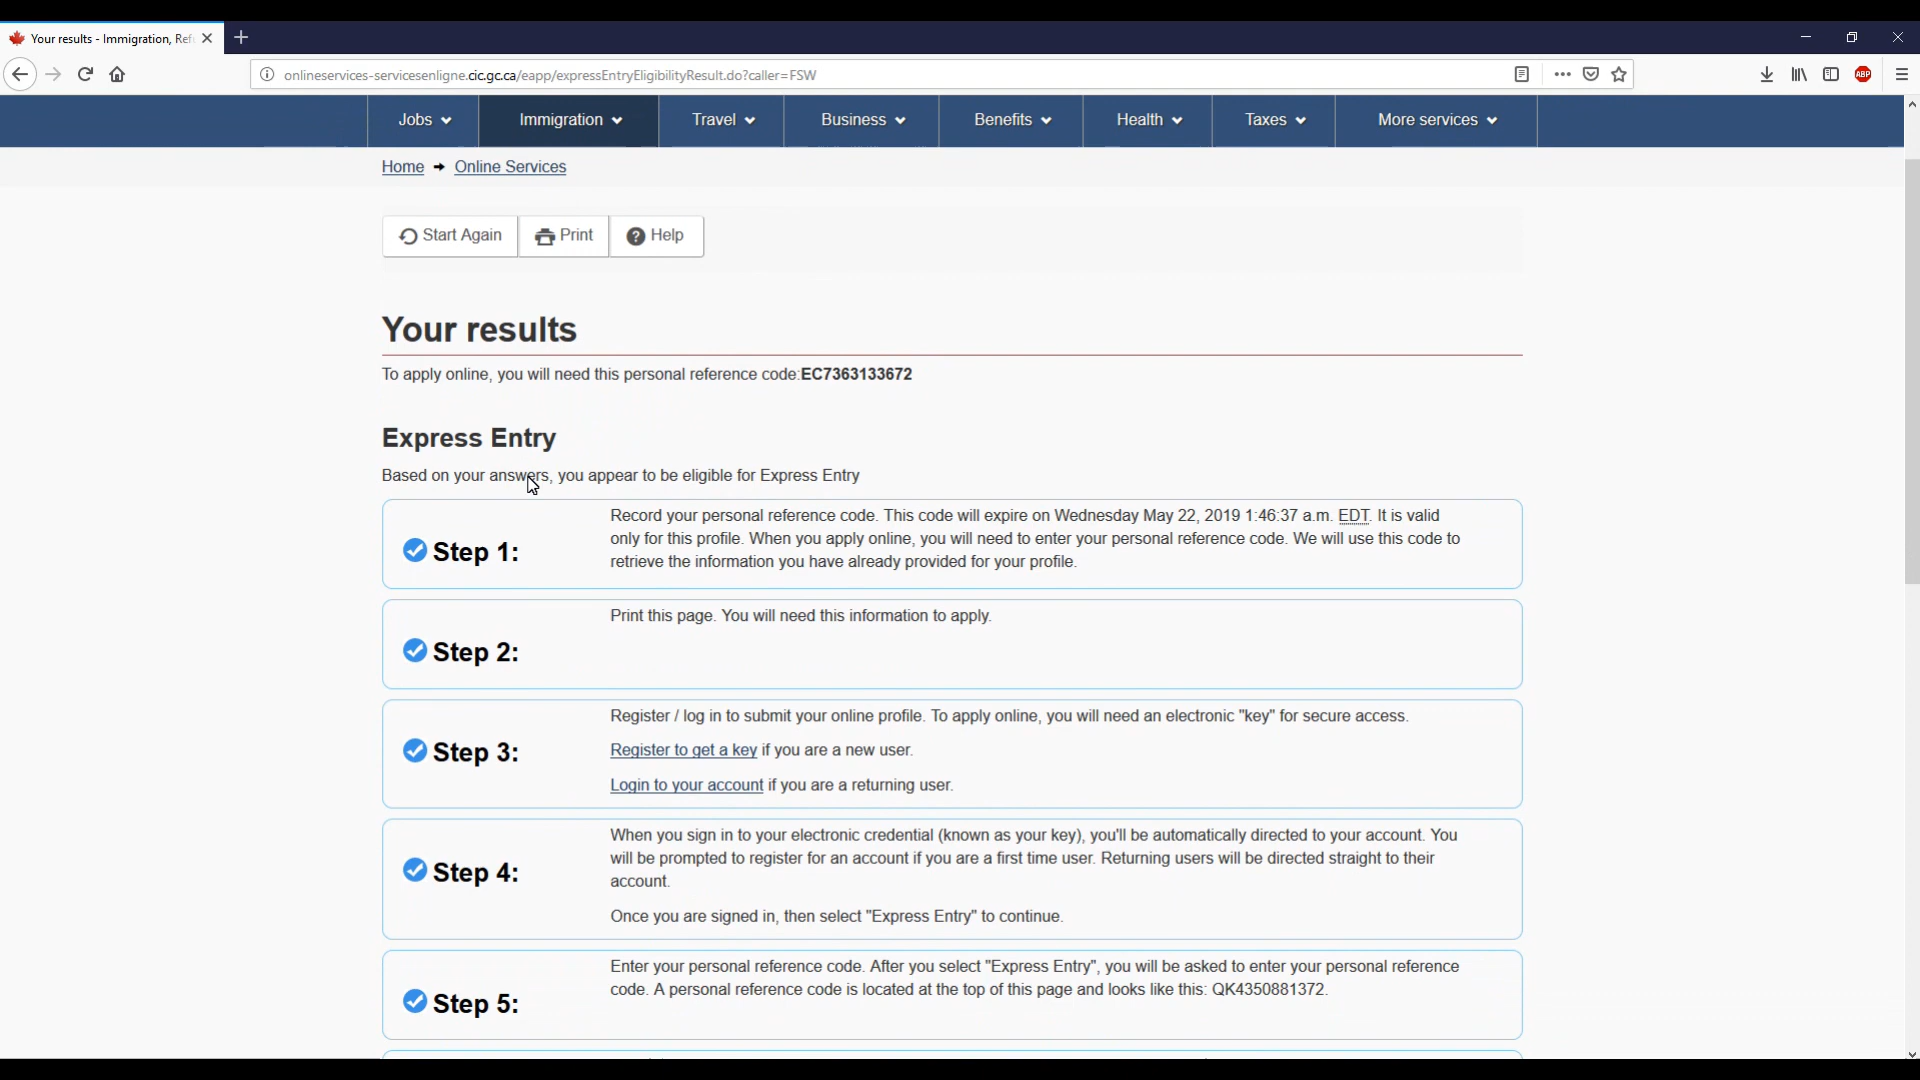 Your results - Immigration, Ref
onlineservices-servicesenligne.cic.gc.ca/eapp/expressEntryEligibilityResult.do?caller=FSW
ABP
Jobs Immigration Travel Business Benefits Health Taxes More services
Home Online Services
Start Again Print Help
Your results
To apply online, you will need this personal reference code:EC7363133672
Express Entry
Based on your answers, you appear to be eligible for Express Entry
Step 1:
Record your personal reference code. This code will expire on Wednesday May 22, 2019 1:46:37 a.m. EDT. It is valid
only for this profile. When you apply online, you will need to enter your personal reference code. We will use this code to
retrieve the information you have already provided for your profile.
Step 2:
Print this page. You will need this information to apply.
Step 3:
Register / log in to submit your online profile. To apply online, you will need an electronic "key" for secure access.
Register to get a key if you are a new user.
Login to your account if you are a returning user.
Step 4:
When you sign in to your electronic credential (known as your key), you'll be automatically directed to your account. You
will be prompted to register for an account if you are a first time user. Returning users will be directed straight to their
account.
Once you are signed in, then select "Express Entry" to continue.
Step 5:
Enter your personal reference code. After you select "Express Entry", you will be asked to enter your personal reference
code. A personal reference code is located at the top of this page and looks like this: QK4350881372.